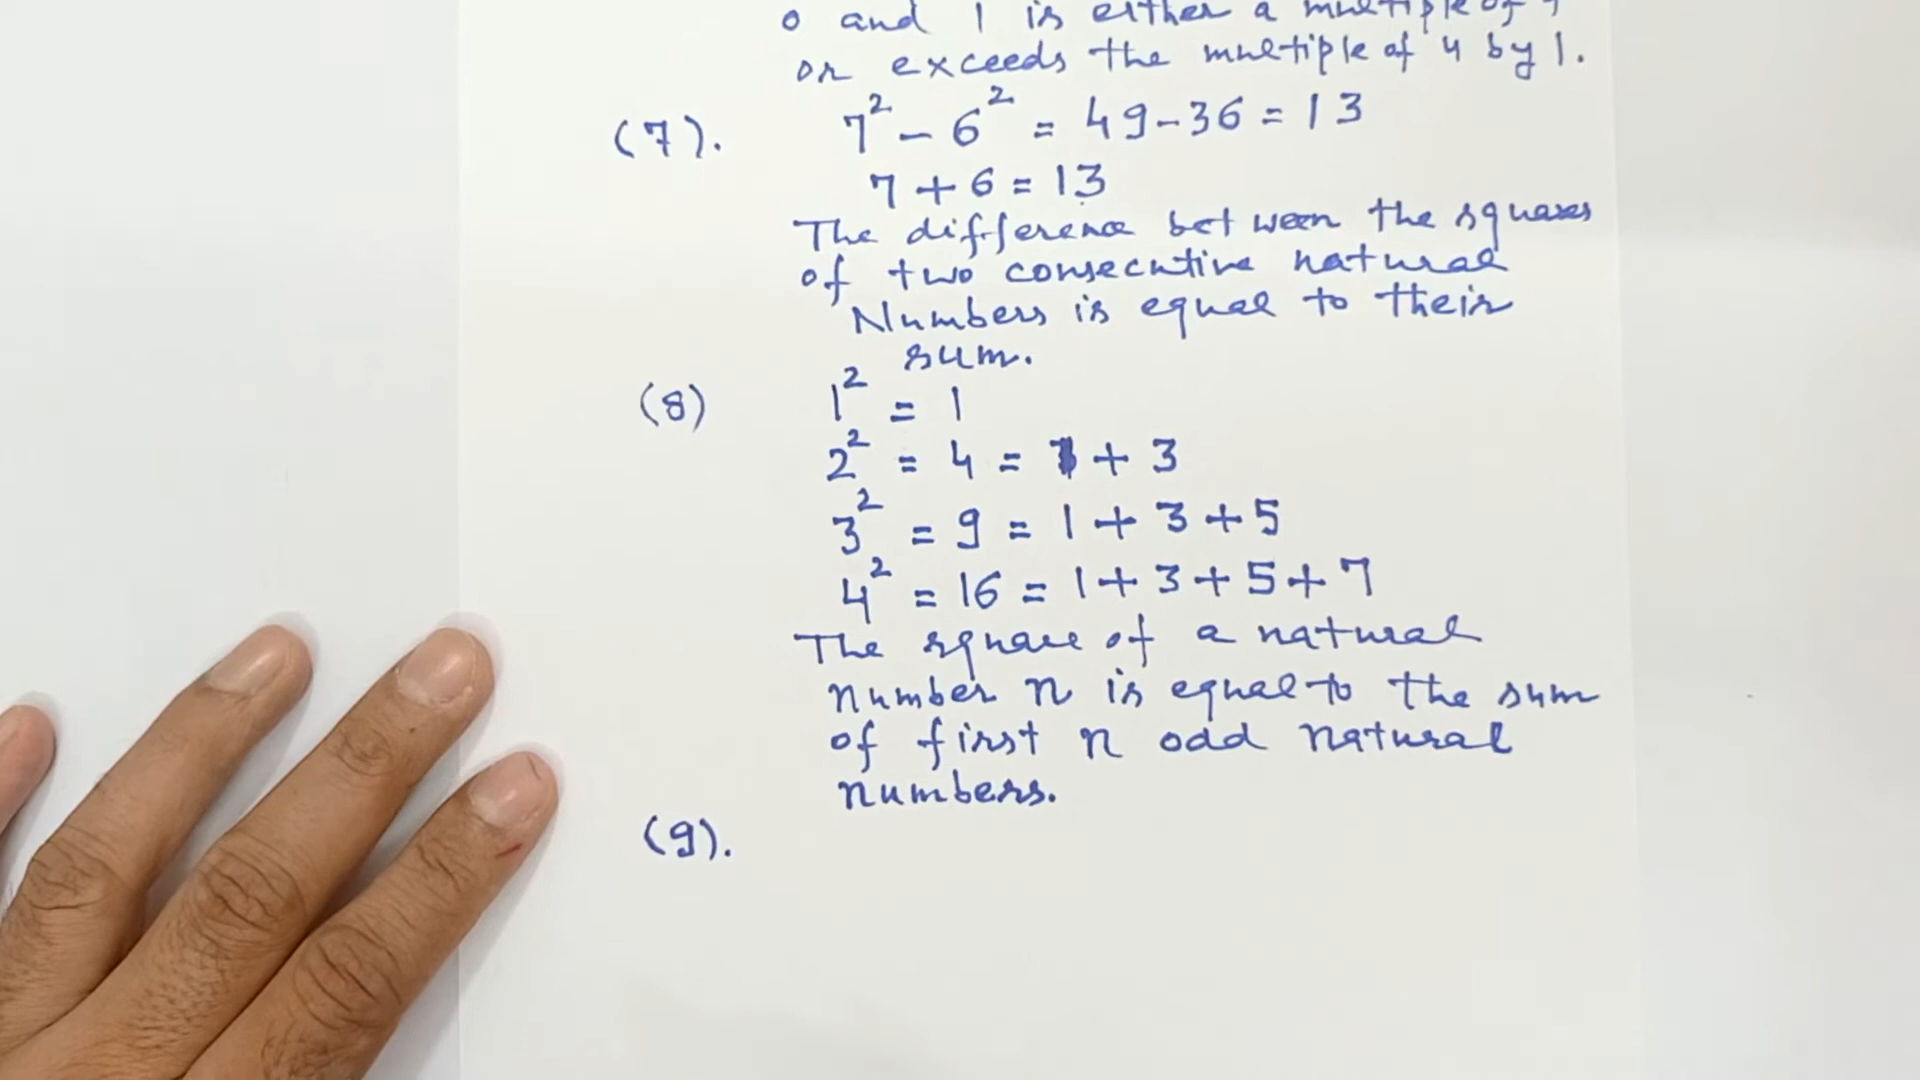 0 and 1 is either a multiple of 4
or exceeds the multiple of 4 by 1.
(7). 7² - 6² = 49-36 = 13
7 + 6 = 13
The difference between the squares
of two consecutive natural
Numbers is equal to their
sum.
(8) 1² = 1
2² = 4 = 1 + 3
3² = 9 = 1 + 3 + 5
4² = 16 = 1 + 3 + 5 + 7
The square of a natural
number n is equal to the sum
of first n odd natural
numbers.
(9).